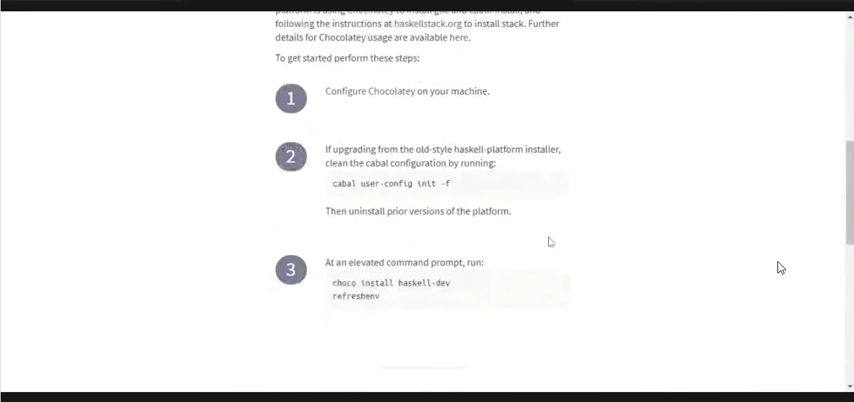 platform is using Chocolatey to install ghc and cabal-install, and
following the instructions at haskellstack.org to install stack. Further
details for Chocolatey usage are available here.
To get started perform these steps:
1
Configure Chocolatey on your machine.
2
If upgrading from the old-style haskell-platform installer,
clean the cabal configuration by running:
cabal user-config init -f
Then uninstall prior versions of the platform.
3
At an elevated command prompt, run:
choco install haskell-dev
refreshenv